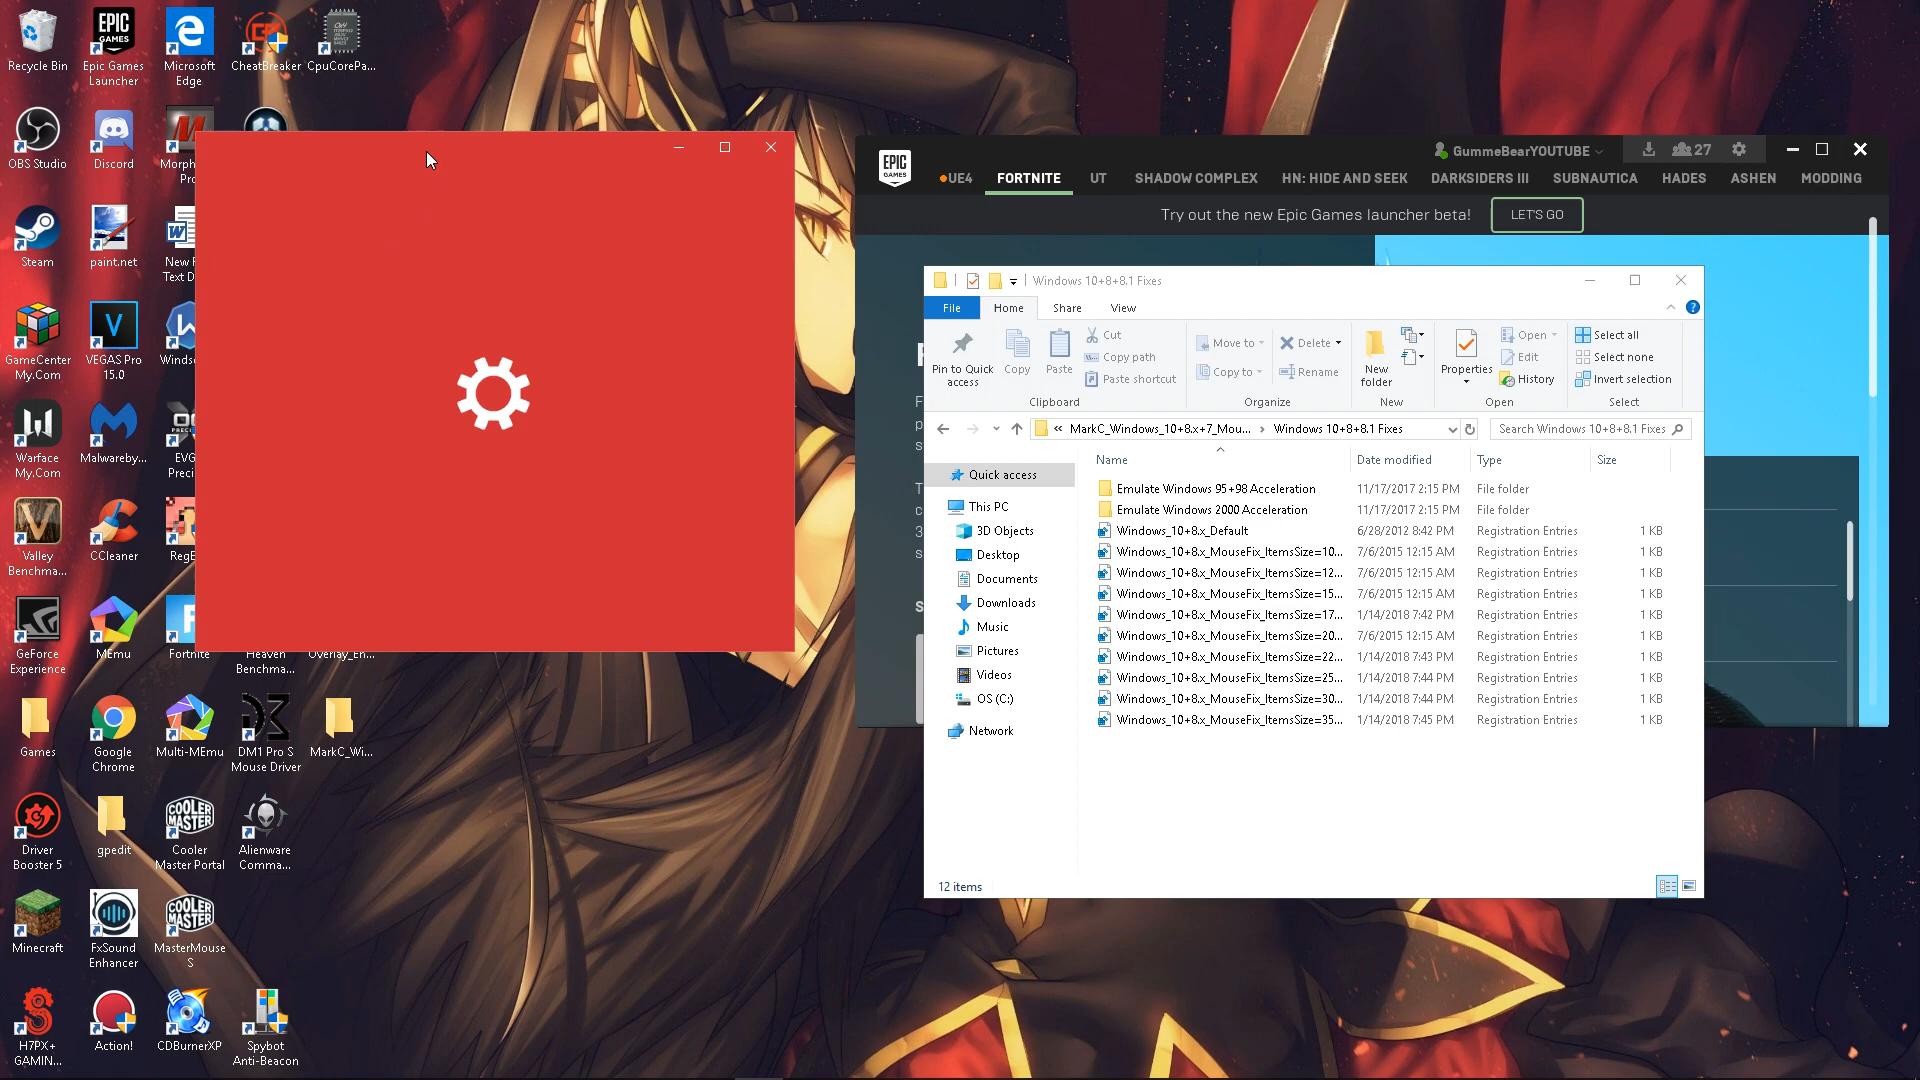 Recycle Bin
Epic Games
Launcher
Microsoft
Edge
CheatBreaker
CpuCorePa...
OBS Studio
Discord
Morph
Pro
Steam
paint.net
New
Text D
GameCenter
My.Com
VEGAS Pro
15.0
Windso
Warface
My.Com
Malwareby...
EVG
Preci
Valley
Benchma...
CCleaner
RegE
GeForce
Experience
MEmu
Fortnite
Heaven
Benchma...
Overlay_En...
Games
Google
Chrome
Multi-MEmu
DM1 Pro S
Mouse Driver
MarkC_Wi...
Driver
Booster 5
gpedit
Cooler
Master Portal
Alienware
Comma...
Minecraft
FxSound
Enhancer
MasterMouse
S
H7PX+
GAMIN...
Action!
CDBurnerXP
Spybot
Anti-Beacon
EPIC
GAMES
GummeBearYOUTUBE
27
UE4
FORTNITE
UT
SHADOW COMPLEX
HN: HIDE AND SEEK
DARKSIDERS III
SUBNAUTICA
HADES
ASHEN
MODDING
Try out the new Epic Games launcher beta!
LET'S GO
Windows 10+8+8.1 Fixes
File
Home
Share
View
Pin to Quick
access
Copy
Paste
Cut
Copy path
Paste shortcut
Clipboard
Move to
Copy to
Delete
Rename
Organize
New
folder
New
Properties
Open
Edit
History
Open
Select all
Select none
Invert selection
Select
« MarkC_Windows_10+8.x+7_Mou... › Windows 10+8+8.1 Fixes
Search Windows 10+8+8.1 Fixes
Quick access
This PC
3D Objects
Desktop
Documents
Downloads
Music
Pictures
Videos
OS (C:)
Network
Name Date modified Type Size
Emulate Windows 95+98 Acceleration 11/17/2017 2:15 PM File folder
Emulate Windows 2000 Acceleration 11/17/2017 2:15 PM File folder
Windows_10+8.x_Default 6/28/2012 8:42 PM Registration Entries 1 KB
Windows_10+8.x_MouseFix_ItemsSize=10... 7/6/2015 12:15 AM Registration Entries 1 KB
Windows_10+8.x_MouseFix_ItemsSize=12... 7/6/2015 12:15 AM Registration Entries 1 KB
Windows_10+8.x_MouseFix_ItemsSize=15... 7/6/2015 12:15 AM Registration Entries 1 KB
Windows_10+8.x_MouseFix_ItemsSize=17... 1/14/2018 7:42 PM Registration Entries 1 KB
Windows_10+8.x_MouseFix_ItemsSize=20... 7/6/2015 12:15 AM Registration Entries 1 KB
Windows_10+8.x_MouseFix_ItemsSize=22... 1/14/2018 7:43 PM Registration Entries 1 KB
Windows_10+8.x_MouseFix_ItemsSize=25... 1/14/2018 7:44 PM Registration Entries 1 KB
Windows_10+8.x_MouseFix_ItemsSize=30... 1/14/2018 7:44 PM Registration Entries 1 KB
Windows_10+8.x_MouseFix_ItemsSize=35... 1/14/2018 7:45 PM Registration Entries 1 KB
12 items